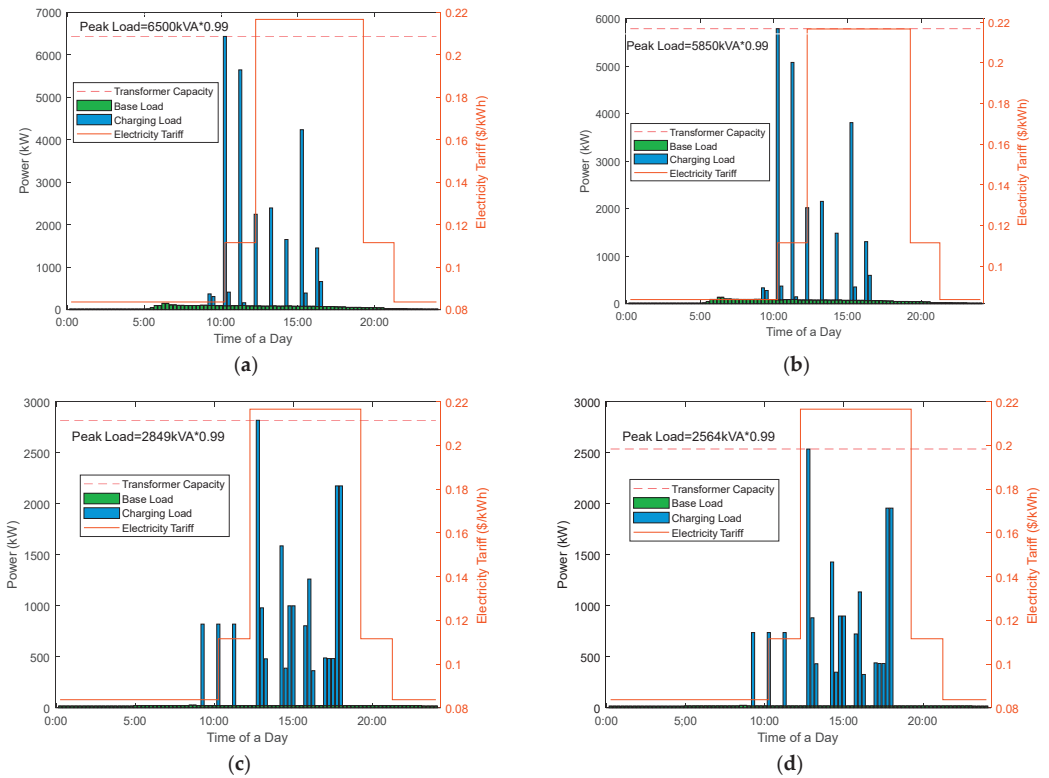 Peak Load=6500kVA*0.99
Transformer Capacity
Base Load
Charging Load
Electricity Tariff
Power (kW)
7000
6000
5000
4000
3000
2000
1000
0
Electricity Tariff ($/kWh)
0.22
0.2
0.18
0.16
0.14
0.12
0.1
0.08
0:00 6:00 10:00 15:00 20:00
Time of a Day
(a)
Peak Load=5850kVA*0.99
Transformer Capacity
Base Load
Charging Load
Electricity Tariff
Power (kW)
6000
5000
4000
3000
2000
1000
0
Electricity Tariff ($/kWh)
0.22
0.2
0.18
0.16
0.14
0.12
0.1
0:00 5:00 10:00 15:00 20:00
Time of a Day
(b)
Peak Load=2849kVA*0.99
Transformer Capacity
Base Load
Charging Load
Electricity Tariff
Power (kW)
3000
2500
2000
1500
1000
500
0
Electricity Tariff ($/kWh)
0.22
0.2
0.18
0.16
0.14
0.12
0.1
0.08
0:00 5:00 10:00 15:00 20:00
Time of a Day
(c)
Peak Load=2564kVA*0.99
Transformer Capacity
Base Load
Charging Load
Electricity Tariff
Power (kW)
3000
2500
2000
1500
1000
500
0
Electricity Tariff ($/kWh)
0.22
0.2
0.18
0.16
0.14
0.12
0.1
0.08
0:00 5:00 10:00 15:00 20:00
Time of a Day
(d)